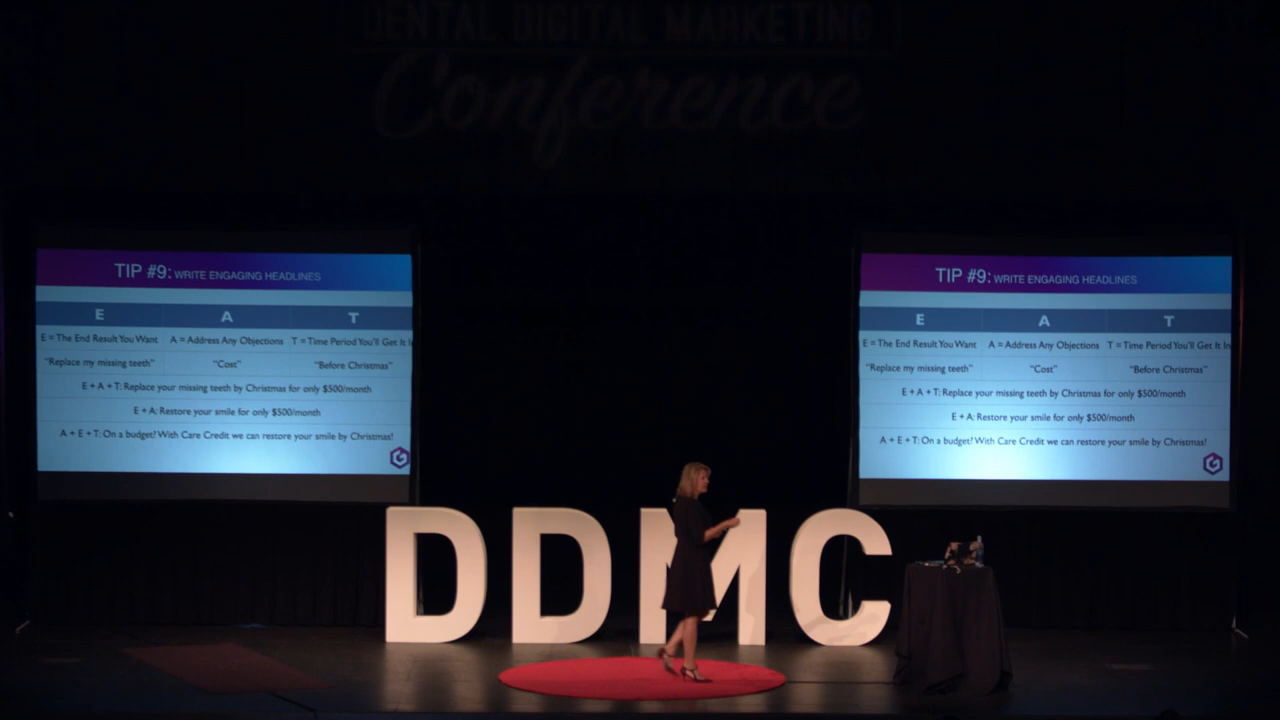 DENTAL DIGITAL MARKETING
Conference
TIP #9: WRITE ENGAGING HEADLINES
E A T
E = The End Result You Want A = Address Any Objections T = Time Period You'll Get It In
"Replace my missing teeth" "Cost" "Before Christmas"
E + A + T: Replace your missing teeth by Christmas for only $500/month
E + A: Restore your smile for only $500/month
A + E + T: On a budget? With Care Credit we can restore your smile by Christmas!
TIP #9: WRITE ENGAGING HEADLINES
E A T
E = The End Result You Want A = Address Any Objections T = Time Period You'll Get It In
"Replace my missing teeth" "Cost" "Before Christmas"
E + A + T: Replace your missing teeth by Christmas for only $500/month
E + A: Restore your smile for only $500/month
A + E + T: On a budget? With Care Credit we can restore your smile by Christmas!
DDMC